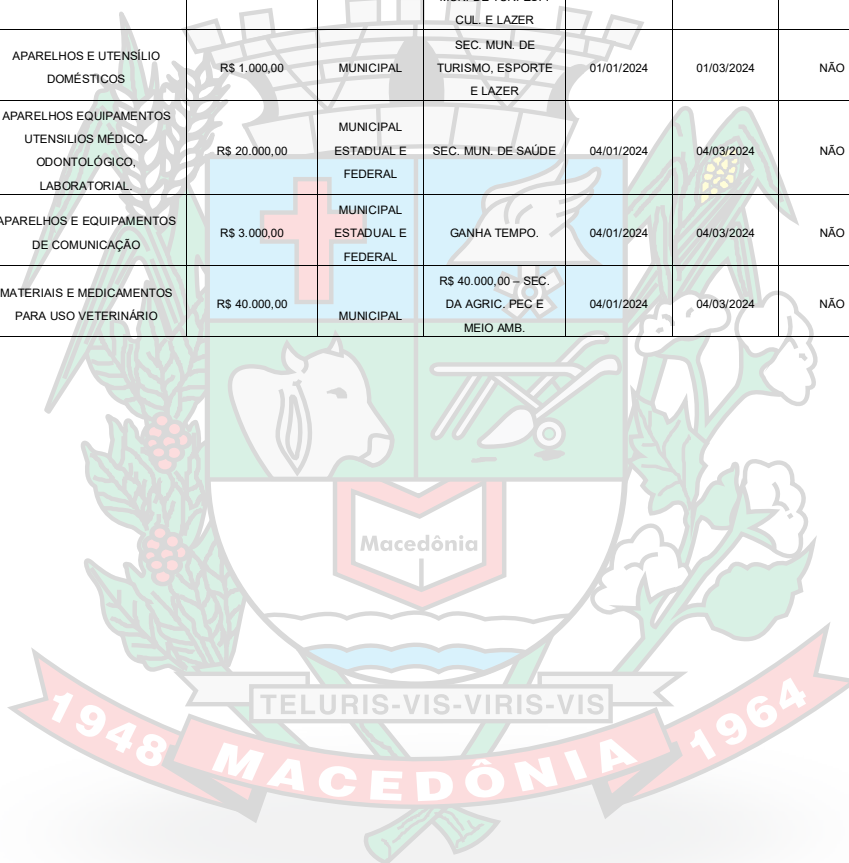 CUL. E LAZER
APARELHOS E UTENSÍLIO
DOMÉSTICOS
R$ 1.000,00
MUNICIPAL
SEC. MUN. DE
TURISMO, ESPORTE
E LAZER
01/01/2024
01/03/2024
NÃO
APARELHOS EQUIPAMENTOS
UTENSILIOS MÉDICO-
ODONTOLÓGICO,
LABORATORIAL.
R$ 20.000,00
MUNICIPAL
ESTADUAL E
FEDERAL
SEC. MUN. DE SAÚDE
04/01/2024
04/03/2024
NÃO
APARELHOS E EQUIPAMENTOS
DE COMUNICAÇÃO
R$ 3.000,00
MUNICIPAL
ESTADUAL E
FEDERAL
GANHA TEMPO.
04/01/2024
04/03/2024
NÃO
MATERIAIS E MEDICAMENTOS
PARA USO VETERINÁRIO
R$ 40.000,00
MUNICIPAL
R$ 40.000,00 – SEC.
DA AGRIC. PEC E
MEIO AMB.
04/01/2024
04/03/2024
NÃO
Macedônia
TELURIS-VIS-VIRIS-VIS
1948 MACEDÔNIA 1964